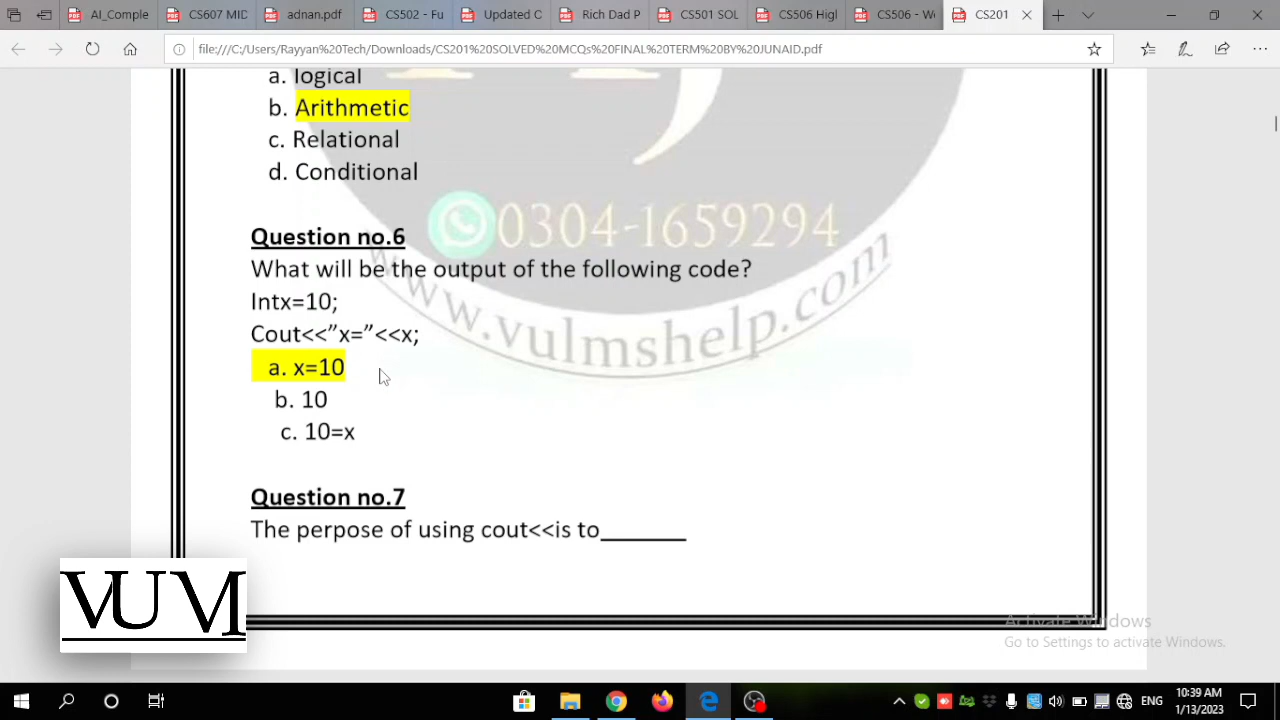 AI_Comple
CS607 MID
adnan.pdf
CS502 - Fu
Updated C
Rich Dad P
CS501 SOL
CS506 Higl
CS506 - We
CS201
file:///C:/Users/Rayyan%20Tech/Downloads/CS201%20SOLVED%20MCQs%20FINAL%20TERM%20BY%20JUNAID.pdf
a. logical
b. Arithmetic
c. Relational
d. Conditional
0304-1659294
www.vulmshelp.com
Question no.6
What will be the output of the following code?
Intx=10;
Cout<<”x=”<<x;
a. x=10
b. 10
c. 10=x
Question no.7
The perpose of using cout<<is to_______
VUM
Activate Windows
Go to Settings to activate Windows.
ENG
10:39 AM
1/13/2023